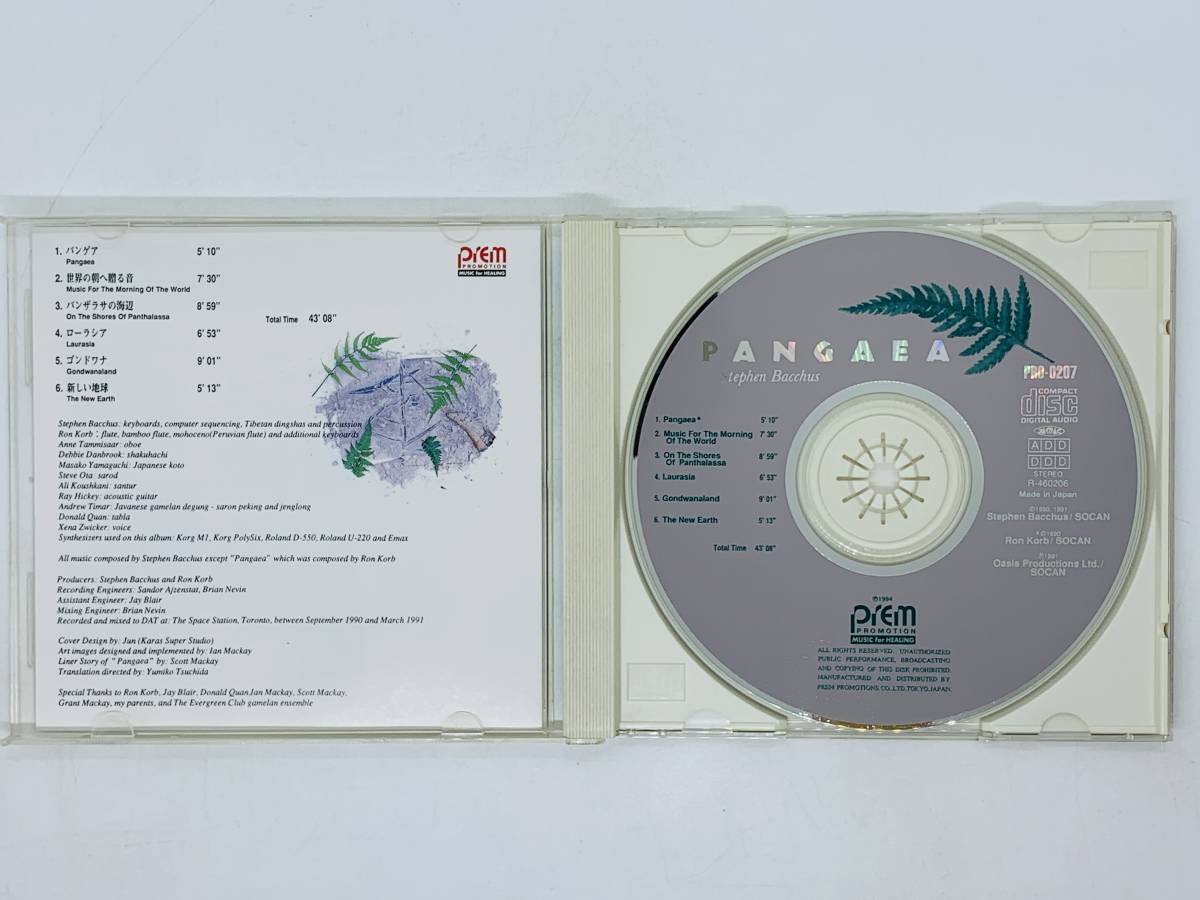 1. パンゲア 5' 10"
Pangaea
2. 世界の朝へ贈る音 7' 30"
Music For The Morning Of The World
3. パンザラサの海辺 8' 59"
On The Shores Of Panthalassa
4. ローラシア 6' 53"
Laurasia
5. ゴンドワナ 9' 01"
Gondwanaland
6. 新しい地球 5' 13"
The New Earth
Total Time 43' 08"
PrEM
PROMOTION
MUSIC for HEALING
Stephen Bacchus: keyboards, computer sequencing, Tibetan dingshas and percussion
Ron Korb : flute, bamboo flute, mohoceno(Peruvian flute) and additional keyboards
Anne Tammisaar: oboe
Debbie Danbrook: shakuhachi
Masako Yamaguchi: Japanese koto
Steve Ota: sarod
Ali Koushkani: santur
Ray Hickey: acoustic guitar
Andrew Timar: Javanese gamelan degung - saron peking and jenglong
Donald Quan: tabla
Xena Zwicker: voice
Synthesizers used on this album: Korg M1, Korg PolySix, Roland D-550, Roland U-220 and Emax
All music composed by Stephen Bacchus except "Pangaea" which was composed by Ron Korb
Producers: Stephen Bacchus and Ron Korb
Recording Engineers: Sandor Ajzenstat, Brian Nevin
Assistant Engineer: Jay Blair
Mixing Engineer: Brian Nevin
Recorded and mixed to DAT at: The Space Station, Toronto, between September 1990 and March 1991
Cover Design by: Jun (Karas Super Studio)
Art images designed and implemented by: Ian Mackay
Liner Story of " Pangaea" by: Scott Mackay
Translation directed by: Yumiko Tsuchida
Special Thanks to Ron Korb, Jay Blair, Donald Quan,Ian Mackay, Scott Mackay,
Grant Mackay, my parents, and The Evergreen Club gamelan ensemble
PANGAEA
Stephen Bacchus
PRO-0207
COMPACT
disc
DIGITAL AUDIO
ADD
DDD
STEREO
R-460206
Made in Japan
©1990, 1991
Stephen Bacchus/ SOCAN
*©1990
Ron Korb/ SOCAN
℗1991
Oasis Productions Ltd./
SOCAN
1. Pangaea* 5' 10"
2. Music For The Morning 7' 30"
Of The World
3. On The Shores 8' 59"
Of Panthalassa
4. Laurasia 6' 53"
5. Gondwanaland 9' 01"
6. The New Earth 5' 13"
Total Time 43' 08"
℗1994
PrEM
PROMOTION
MUSIC for HEALING
ALL RIGHTS RESERVED. UNAUTHORIZED
PUBLIC PERFORMANCE, BROADCASTING
AND COPYING OF THIS DISK PROHIBITED.
MANUFACTURED AND DISTRIBUTED BY
PREM PROMOTIONS CO.,LTD.TOKYO.JAPAN.